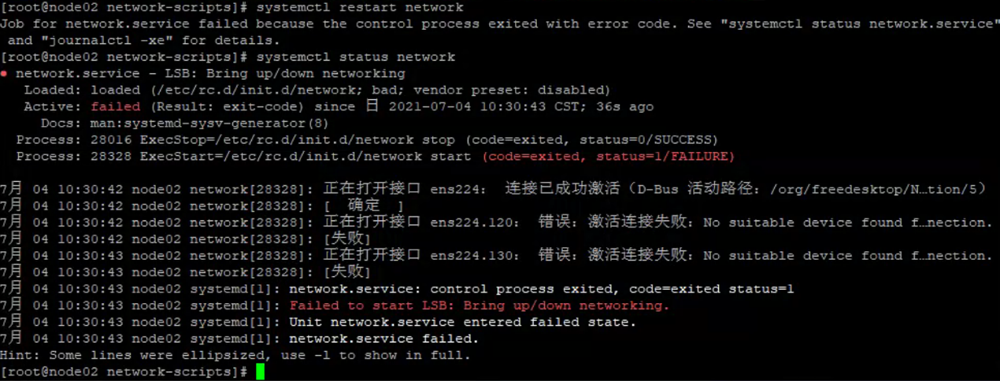 [root@node02 network-scripts]# systemctl restart network
Job for network.service failed because the control process exited with error code. See "systemctl status network.service"
 and "journalctl -xe" for details.
[root@node02 network-scripts]# systemctl status network
● network.service - LSB: Bring up/down networking
   Loaded: loaded (/etc/rc.d/init.d/network; bad; vendor preset: disabled)
   Active: failed (Result: exit-code) since 日 2021-07-04 10:30:43 CST; 36s ago
     Docs: man:systemd-sysv-generator(8)
  Process: 28016 ExecStop=/etc/rc.d/init.d/network stop (code=exited, status=0/SUCCESS)
  Process: 28328 ExecStart=/etc/rc.d/init.d/network start (code=exited, status=1/FAILURE)
7月 04 10:30:42 node02 network[28328]: 正在打开接口 ens224： 连接已成功激活（D-Bus 活动路径：/org/freedesktop/N…tion/5）
7月 04 10:30:42 node02 network[28328]: [  确定  ]
7月 04 10:30:42 node02 network[28328]: 正在打开接口 ens224.120： 错误：激活连接失败：No suitable device found f…nection.
7月 04 10:30:42 node02 network[28328]: [失败]
7月 04 10:30:43 node02 network[28328]: 正在打开接口 ens224.130： 错误：激活连接失败：No suitable device found f…nection.
7月 04 10:30:43 node02 network[28328]: [失败]
7月 04 10:30:43 node02 systemd[1]: network.service: control process exited, code=exited status=1
7月 04 10:30:43 node02 systemd[1]: Failed to start LSB: Bring up/down networking.
7月 04 10:30:43 node02 systemd[1]: Unit network.service entered failed state.
7月 04 10:30:43 node02 systemd[1]: network.service failed.
Hint: Some lines were ellipsized, use -l to show in full.
[root@node02 network-scripts]#